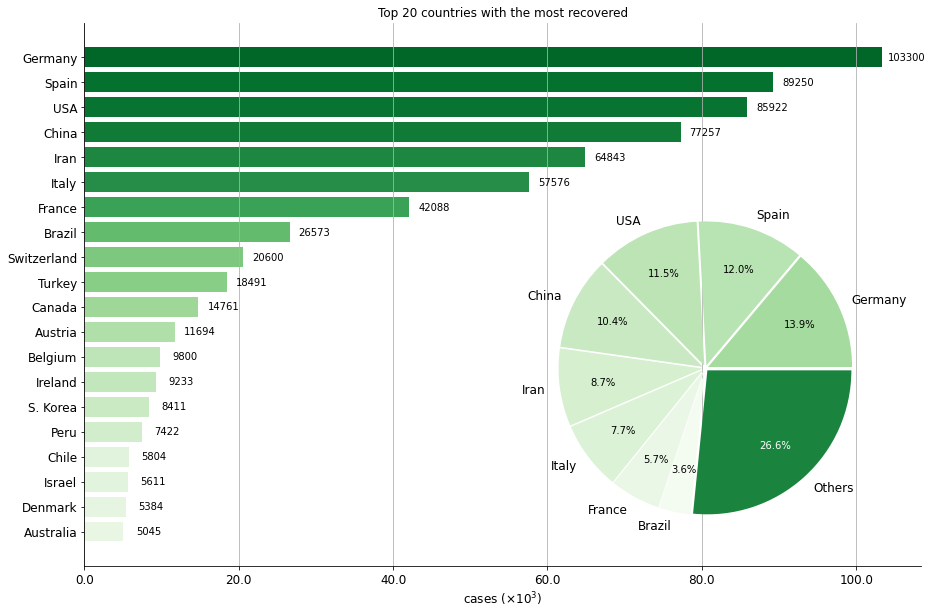 Top 20 countries with the most recovered
Germany 103300
Spain 89250
USA 85922
China 77257
Iran 64843
Italy 57576
France 42088
Brazil 26573
Switzerland 20600
Turkey 18491
Canada 14761
Austria 11694
Belgium 9800
Ireland 9233
S. Korea 8411
Peru 7422
Chile 5804
Israel 5611
Denmark 5384
Australia 5045
0.0 20.0 40.0 60.0 80.0 100.0
cases (×10³)
Germany
13.9%
Spain
12.0%
USA
11.5%
China
10.4%
Iran
8.7%
Italy
7.7%
France
5.7%
Brazil
3.6%
Others
26.6%